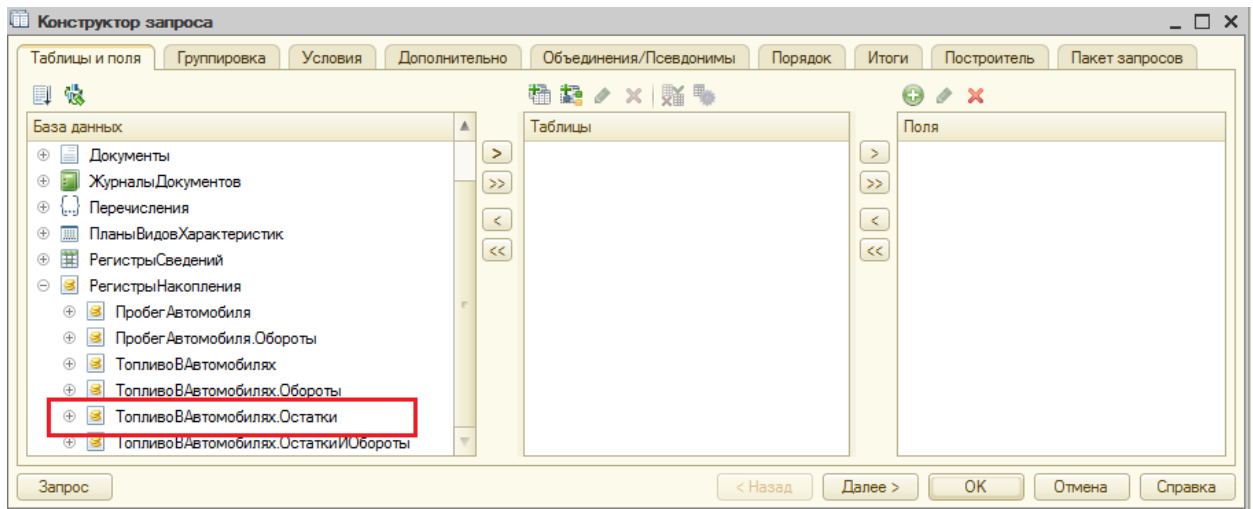 Конструктор запроса
Таблицы и поля Группировка Условия Дополнительно Объединения/Псевдонимы Порядок Итоги Построитель Пакет запросов
База данных Таблицы Поля
Документы
> >
ЖурналыДокументов
>> >>
Перечисления
< <
ПланыВидовХарактеристик
<< <<
РегистрыСведений
РегистрыНакопления
ПробегАвтомобиля
ПробегАвтомобиля.Обороты
ТопливоВАвтомобилях
ТопливоВАвтомобилях.Обороты
ТопливоВАвтомобилях.Остатки
ТопливоВАвтомобилях.ОстаткиИОбороты
Запрос < Назад Далее > OK Отмена Справка